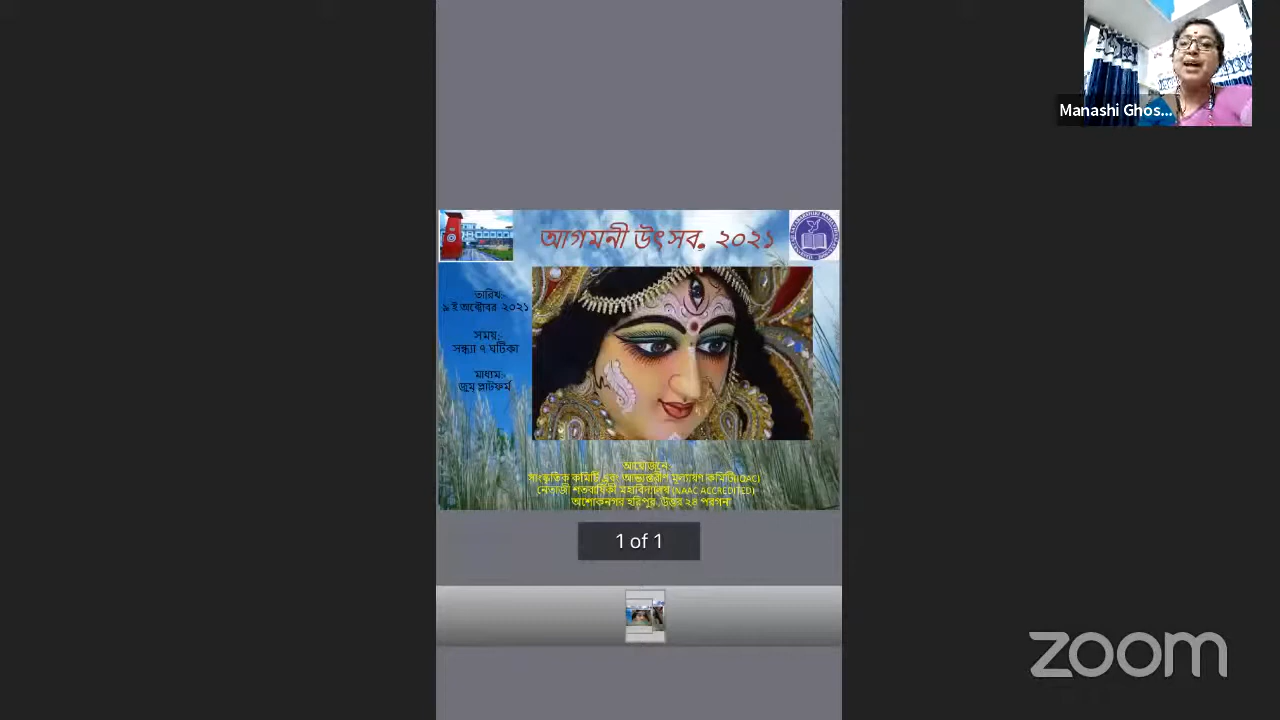 Manashi Ghos...
আগমনী উৎসব. ২০২১
তারিখ:-
৯ ই অক্টোবর ২০২১
সময়:-
সন্ধ্যা ৭ ঘটিকা
মাধ্যম:-
জুম্ প্লাটফর্ম
আয়োজনে:-
সাংস্কৃতিক কমিটি এবং আভ্যন্তরীণ মূল্যায়ণ কমিটি(IQAC)
নেতাজী শতবার্ষিকী মহাবিদ্যালয় (NAAC ACCREDITED)
অশোকনগর হরিপুর, উত্তর ২৪ পরগনা
1 of 1
zoom